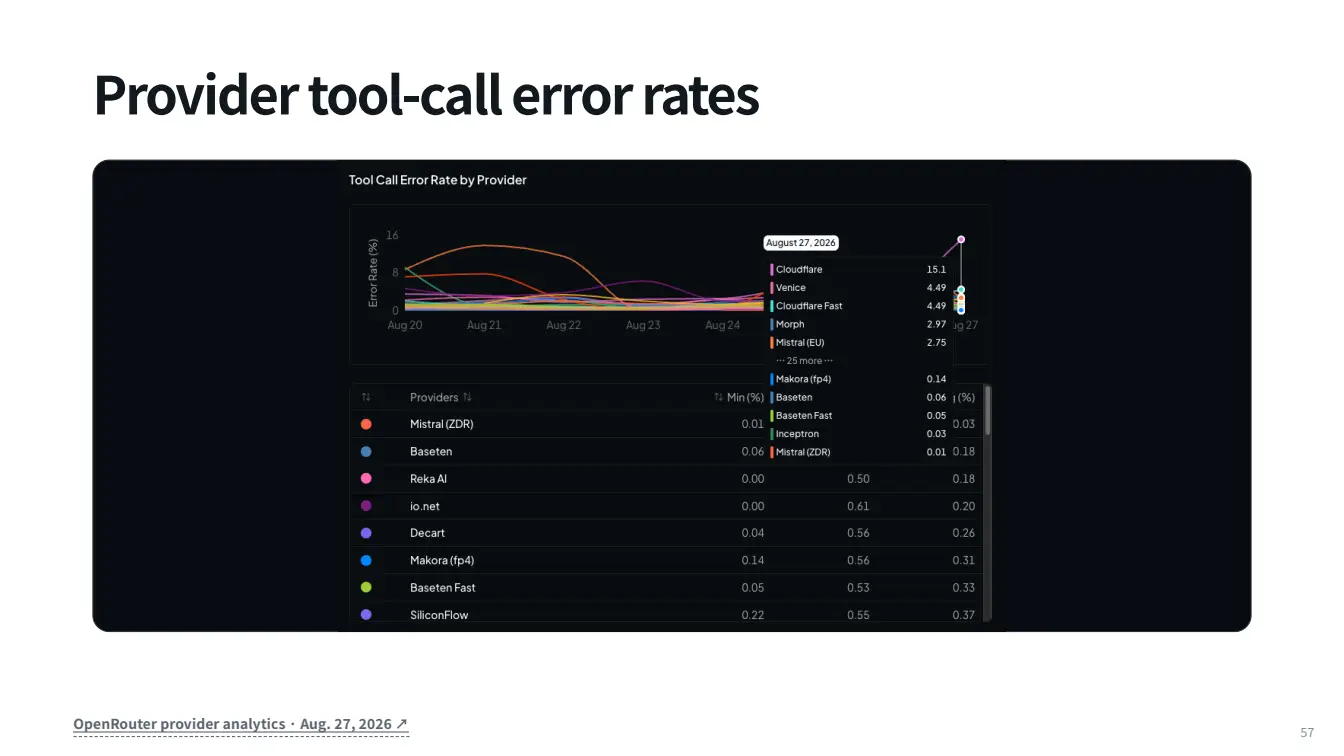 Provider tool-call error rates
Tool Call Error Rate by Provider
Error Rate (%)
16
8
0
Aug 20
Aug 21
Aug 22
Aug 23
Aug 24
ug 27
August 27, 2026
Cloudflare 15.1
Venice 4.49
Cloudflare Fast 4.49
Morph 2.97
Mistral (EU) 2.75
··· 25 more ···
Makora (fp4) 0.14
Baseten 0.06
Baseten Fast 0.05
Inceptron 0.03
Mistral (ZDR) 0.01
Providers Min (%) (%)
Mistral (ZDR) 0.01 0.03
Baseten 0.06 0.18
Reka AI 0.00 0.50 0.18
io.net 0.00 0.61 0.20
Decart 0.04 0.56 0.26
Makora (fp4) 0.14 0.56 0.31
Baseten Fast 0.05 0.53 0.33
SiliconFlow 0.22 0.55 0.37
OpenRouter provider analytics · Aug. 27, 2026 ↗
57